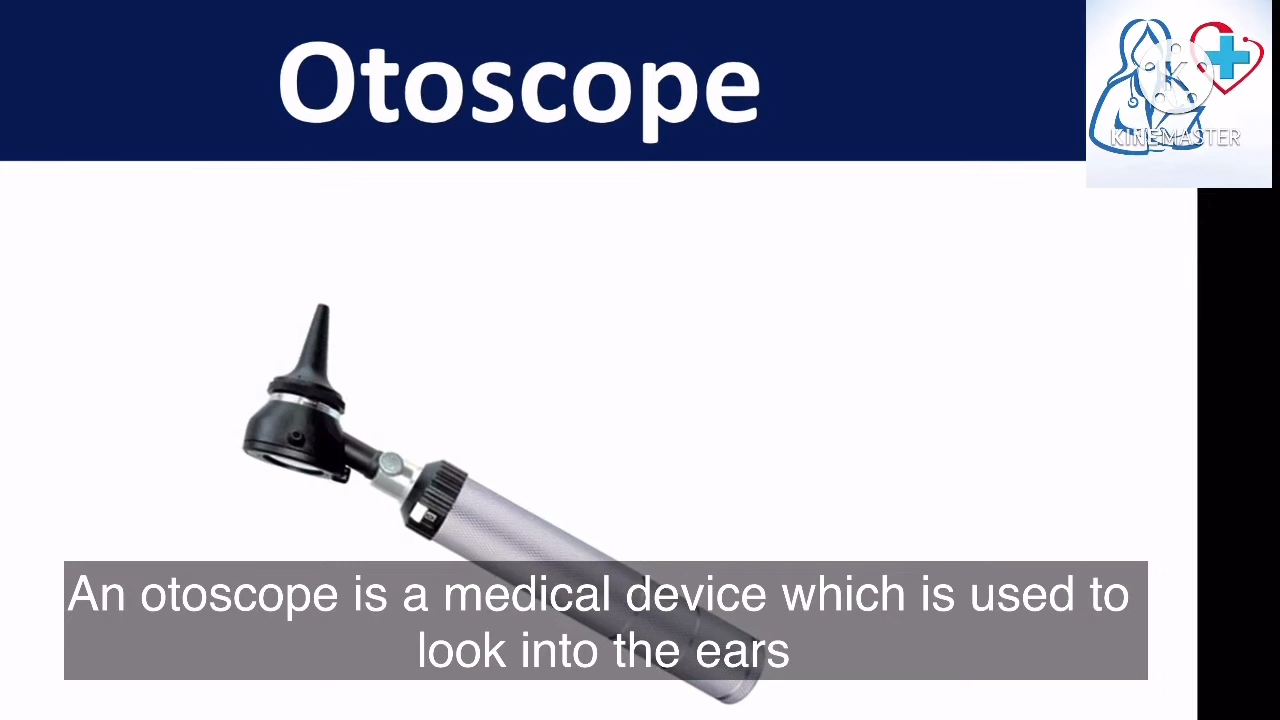 Otoscope
KINEMASTER
An otoscope is a medical device which is used to
look into the ears